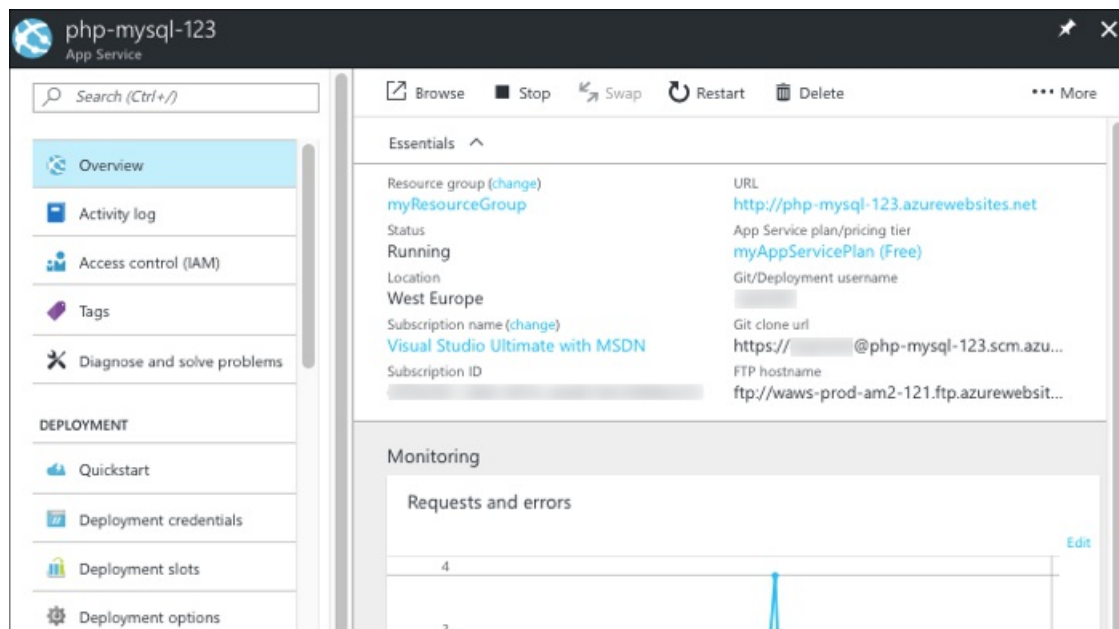 php-mysql-123
App Service
Search (Ctrl+/)
Overview
Activity log
Access control (IAM)
Tags
Diagnose and solve problems
DEPLOYMENT
Quickstart
Deployment credentials
Deployment slots
Deployment options
Browse Stop Swap Restart Delete ••• More
Essentials
Resource group (change)
myResourceGroup
Status
Running
Location
West Europe
Subscription name (change)
Visual Studio Ultimate with MSDN
Subscription ID
URL
http://php-mysql-123.azurewebsites.net
App Service plan/pricing tier
myAppServicePlan (Free)
Git/Deployment username
Git clone url
https:// @php-mysql-123.scm.azu...
FTP hostname
ftp://waws-prod-am2-121.ftp.azurewebsit...
Monitoring
Requests and errors
Edit
4